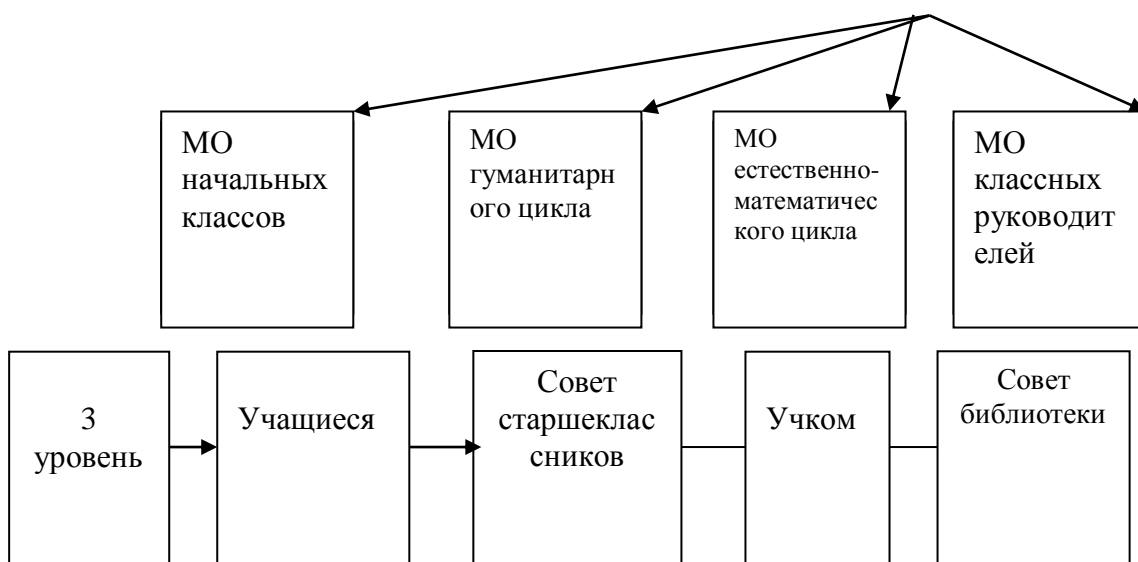 МО
начальных
классов
МО
гуманитарн
ого цикла
МО
естественно-
математичес
кого цикла
МО
классных
руководит
елей
3
уровень
Учащиеся
Совет
старшеклас
сников
Учком
Совет
библиотеки